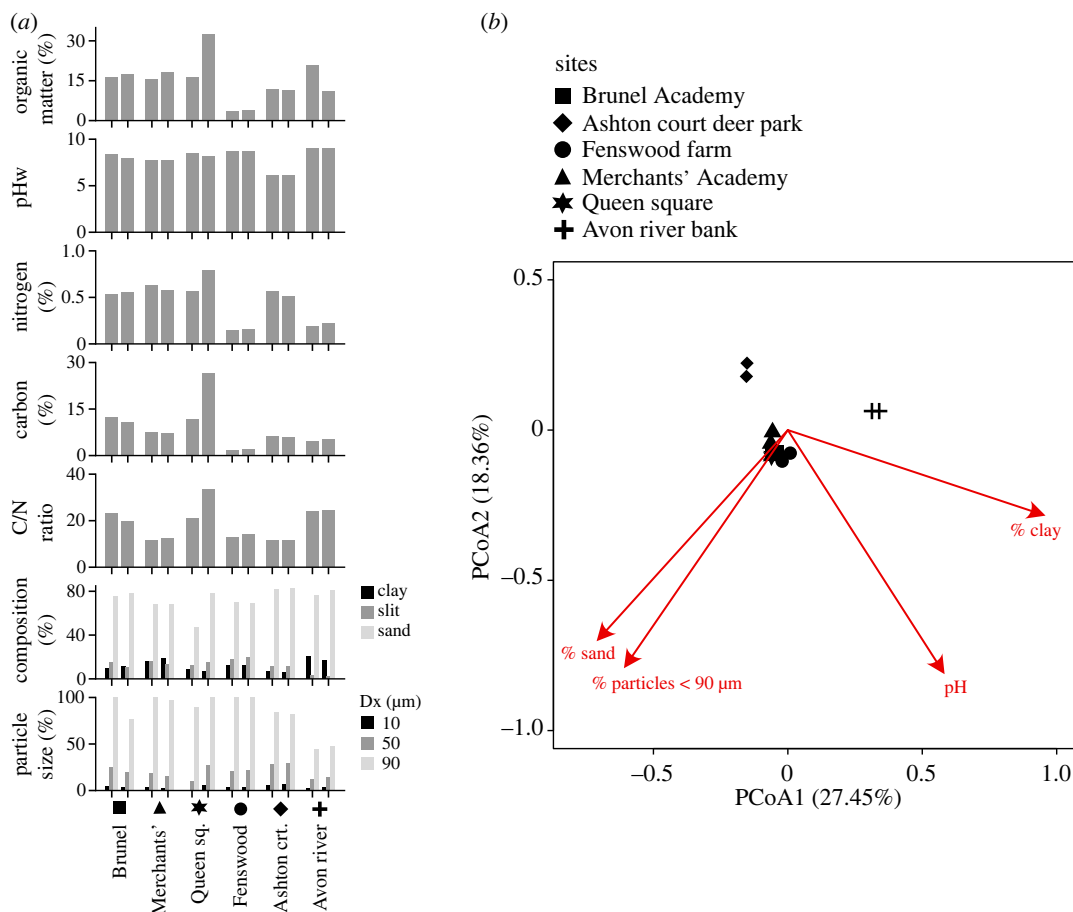 (a)
organic
matter (%)
30
15
0
pHw
10
5
0
nitrogen
(%)
1.0
0.5
0
carbon
(%)
30
15
0
C/N
ratio
40
20
0
composition
(%)
80
40
0
clay
slit
sand
particle
size (%)
100
50
0
Dx (µm)
10
50
90
Brunel
Merchants'
Queen sq.
Fenswood
Ashton crt.
Avon river
(b)
sites
Brunel Academy
Ashton court deer park
Fenswood farm
Merchants' Academy
Queen square
Avon river bank
PCoA2 (18.36%)
0.5
0
–0.5
–1.0
% clay
% sand
% particles < 90 µm
pH
–0.5
0
0.5
1.0
PCoA1 (27.45%)